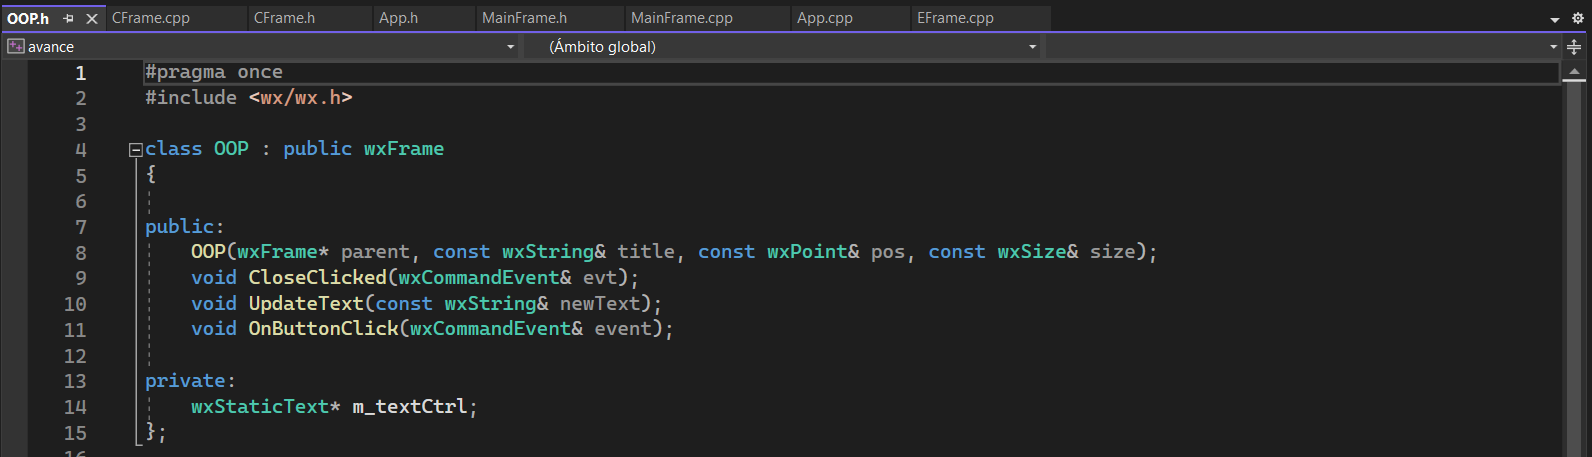 OOP.h CFrame.cpp CFrame.h App.h MainFrame.h MainFrame.cpp App.cpp EFrame.cpp
avance (Ámbito global)
1 #pragma once
2 #include <wx/wx.h>
3
4 class OOP : public wxFrame
5 {
6
7 public:
8 OOP(wxFrame* parent, const wxString& title, const wxPoint& pos, const wxSize& size);
9 void CloseClicked(wxCommandEvent& evt);
10 void UpdateText(const wxString& newText);
11 void OnButtonClick(wxCommandEvent& event);
12
13 private:
14 wxStaticText* m_textCtrl;
15 };
16